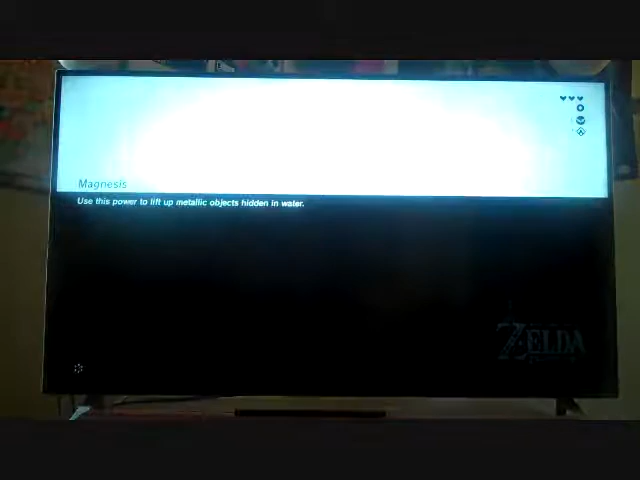 Magnesis
Use this power to lift up metallic objects hidden in water.
ZELDA